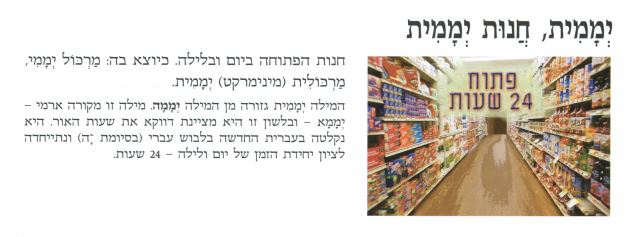 יְמָמִית, חֲנוּת יְמָמִית
חנות הפתוחה ביום ובלילה. כיוצא בה: מַרְכּוֹל יְמָמִי,
מַרְכּוֹלִית (מינימרקט) יְמָמִית.
המילה יְמָמִית גזורה מן המילה יְמָמָה. מילה זו מקורה ארמי –
יְמָמָא – ובלשון זו היא מציינת דווקא את שעות האור. היא
נקלטה בעברית החדשה בלבוש עברי (בסיומת ָה) ונתייחדה
לציון יחידת הזמן של יום ולילה – 24 שעות.
פתוח
24 שעות